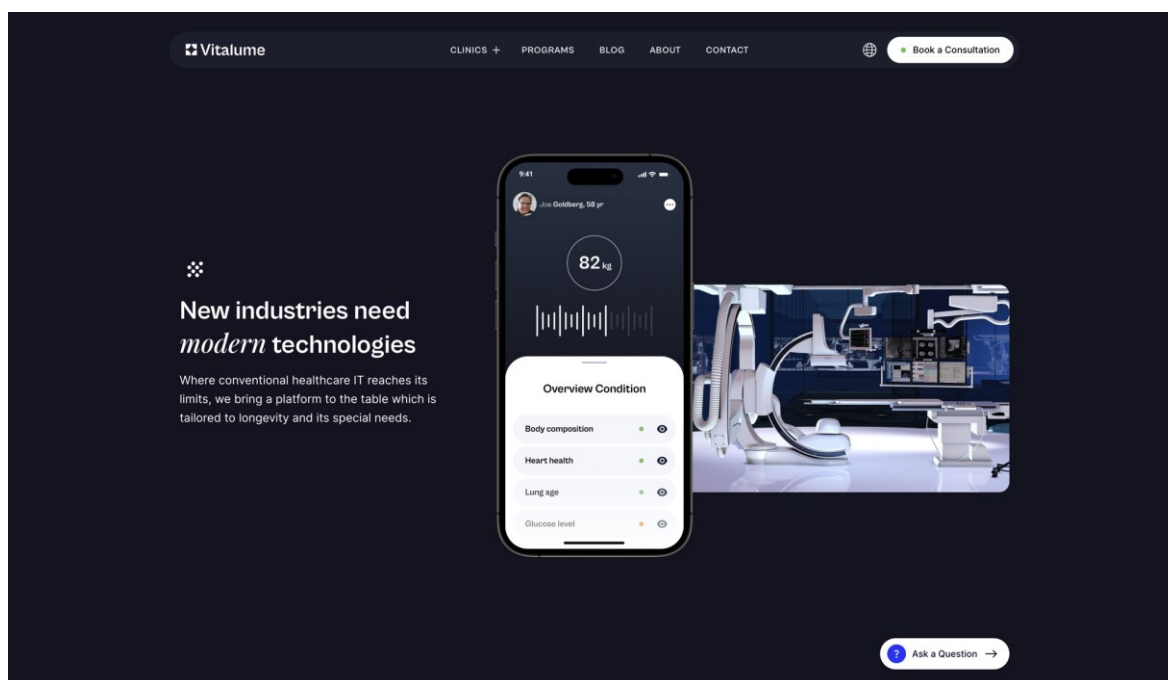 Vitalume
CLINICS +
PROGRAMS
BLOG
ABOUT
CONTACT
Book a Consultation
New industries need
modern technologies
Where conventional healthcare IT reaches its
limits, we bring a platform to the table which is
tailored to longevity and its special needs.
9:41
Joe Goldberg, 58 yr
82 kg
Overview Condition
Body composition
Heart health
Lung age
Glucose level
? Ask a Question →